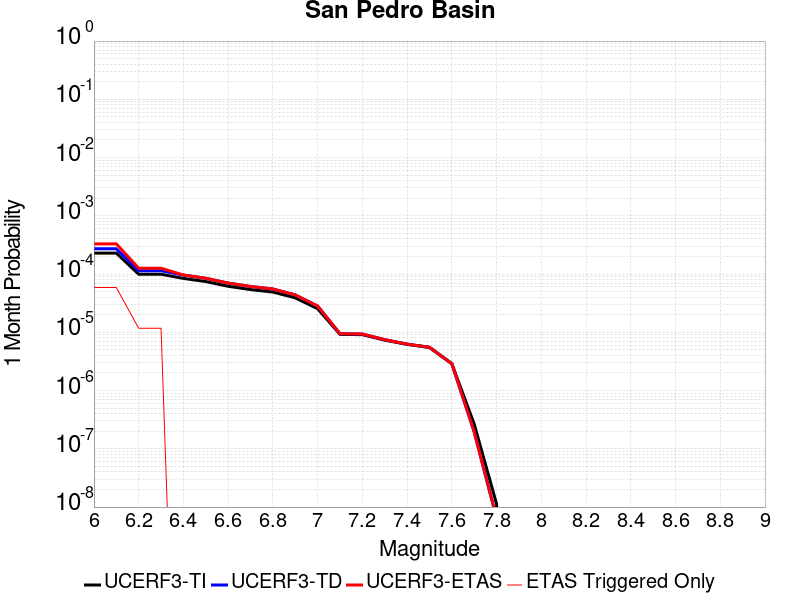 San Pedro Basin
10^0
10^-1
10^-2
10^-3
10^-4
10^-5
10^-6
10^-7
10^-8
1 Month Probability
6 6.2 6.4 6.6 6.8 7 7.2 7.4 7.6 7.8 8 8.2 8.4 8.6 8.8 9
Magnitude
UCERF3-TI UCERF3-TD UCERF3-ETAS ETAS Triggered Only